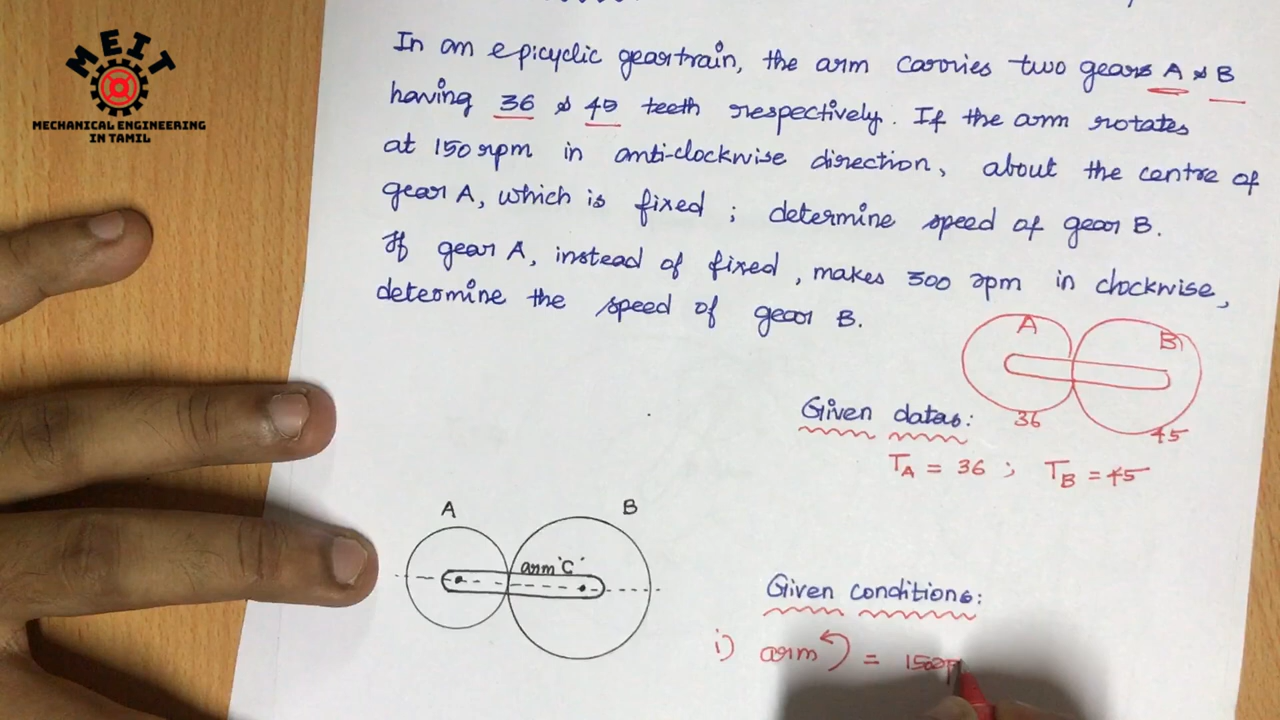 MEIT
MECHANICAL ENGINEERING
IN TAMIL
In an epicyclic geartrain, the arm carries two gears A & B
having 36 & 45 teeth respectively. If the arm rotates
at 150 rpm in anti-clockwise direction, about the centre of
gear A, which is fixed; determine speed of gear B.
If gear A, instead of fixed, makes 300 rpm in clockwise,
determine the speed of gear B.
A B
36 45
Given datas:
TA = 36 ; TB = 45
A B
arm 'C'
Given conditions:
i) arm = 150